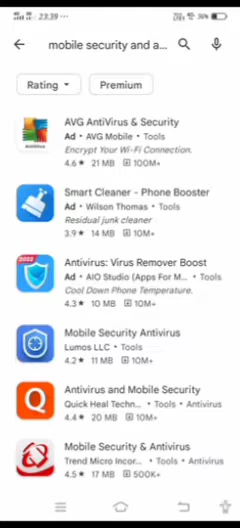 23:39
36%
mobile security and a...
Rating
Premium
AVG AntiVirus & Security
Ad • AVG Mobile • Tools
Encrypt Your Wi-Fi Connection.
4.6★ 21 MB 100M+
Smart Cleaner - Phone Booster
Ad • Wilson Thomas • Tools
Residual junk cleaner
3.9★ 14 MB 10M+
2022
Antivirus: Virus Remover Boost
Ad • AIO Studio (Apps For M... • Tools
Cool Down Phone Temperature.
4.3★ 10 MB 10M+
Mobile Security Antivirus
Lumos LLC • Tools
4.2★ 11 MB 10M+
Q
Antivirus and Mobile Security
Quick Heal Techn... • Tools • Antivirus
4.4★ 20 MB 10M+
Mobile Security & Antivirus
Trend Micro Incor... • Tools • Antivirus
4.5★ 17 MB 500K+